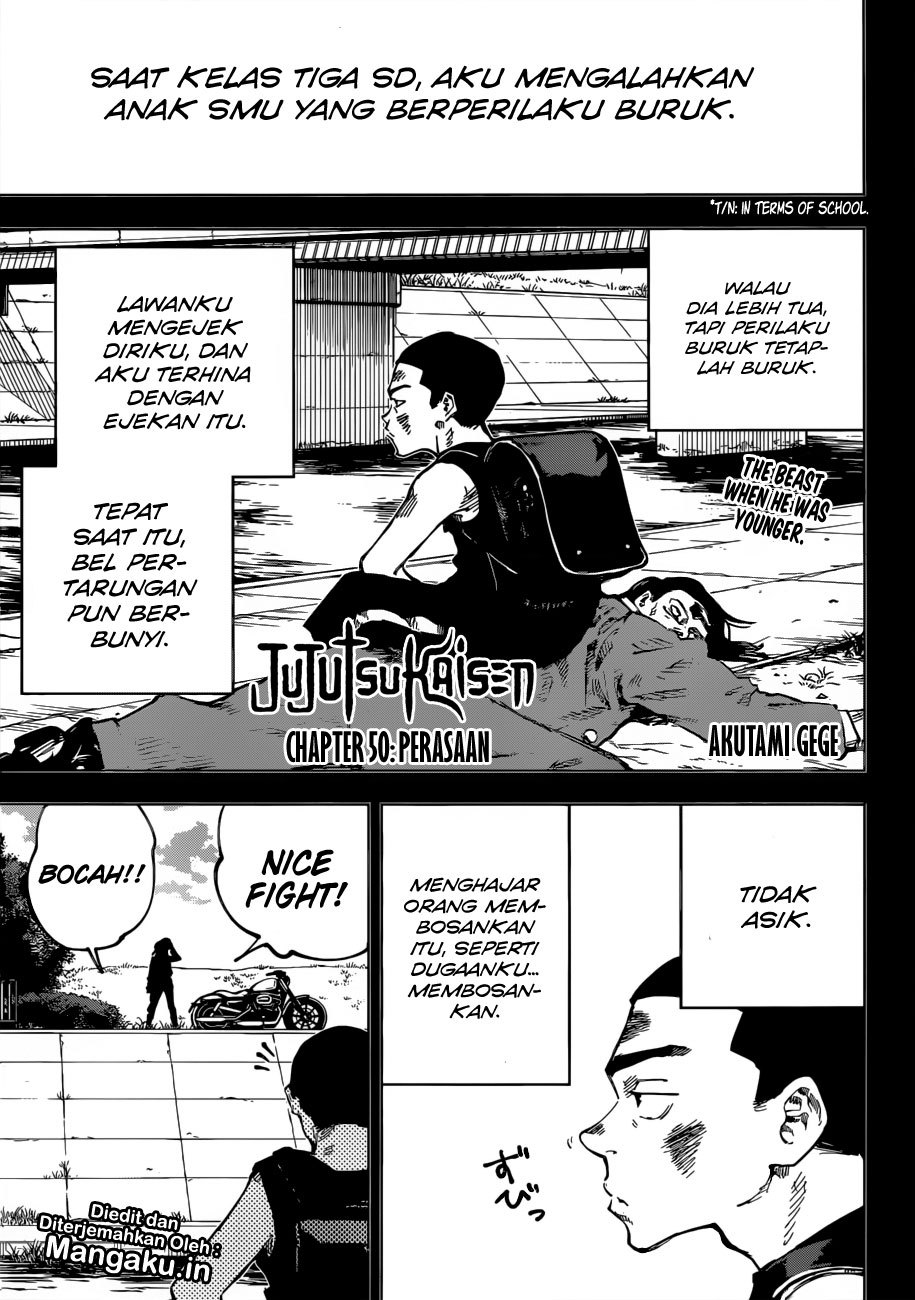 SAAT KELAS TIGA SD, AKU MENGALAHKAN
ANAK SMU YANG BERPERILAKU BURUK.
*T/N: IN TERMS OF SCHOOL.
WALAU
DIA LEBIH TUA,
TAPI PERILAKU
BURUK TETAP-
LAH BURUK.
LAWANKU
MENGEJEK
DIRIKU, DAN
AKU TERHINA
DENGAN
EJEKAN ITU.
TEPAT
SAAT ITU,
BEL PER-
TARUNGAN
PUN BER-
BUNYI.
THE BEAST
WHEN HE WAS
YOUNGER.
JUJUTSU KAISEN
CHAPTER 50: PERASAAN
AKUTAMI GEGE
NICE
FIGHT!
BOCAH!!
TIDAK
ASIK.
MENGHAJAR
ORANG MEM-
BOSANKAN
ITU, SEPERTI
DUGAANKU...
MEMBOSAN-
KAN.
ずびっ
Diedit dan
Diterjemahkan Oleh :
Mangaku.in